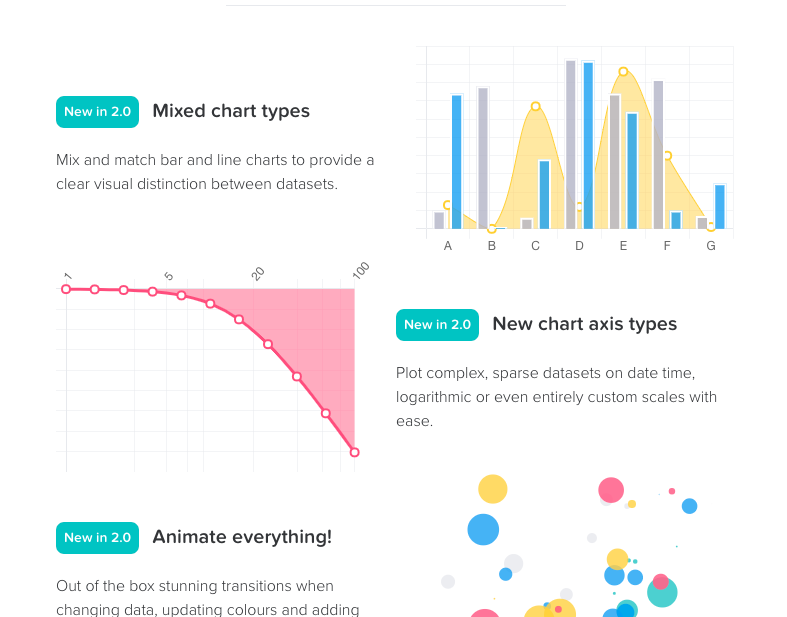 New in 2.0 Mixed chart types
Mix and match bar and line charts to provide a
clear visual distinction between datasets.
A B C D E F G
1 5 20 100
New in 2.0 New chart axis types
Plot complex, sparse datasets on date time,
logarithmic or even entirely custom scales with
ease.
New in 2.0 Animate everything!
Out of the box stunning transitions when
changing data, updating colours and adding